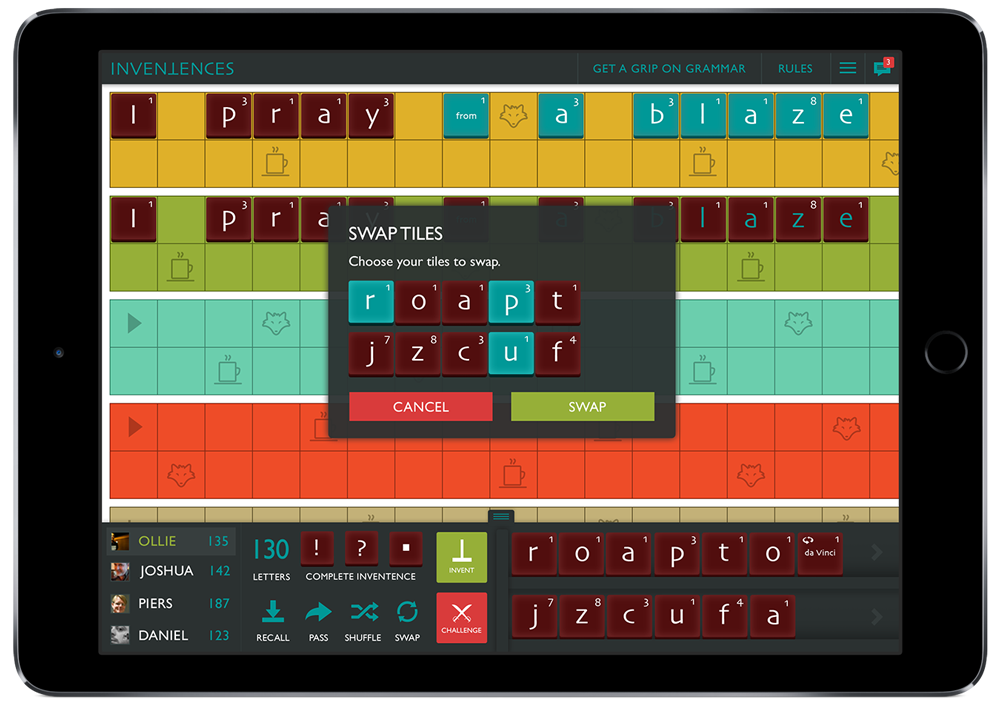 INVENTENCES GET A GRIP ON GRAMMAR RULES 3
I 1 p 3 r 1 a 1 y 3 from 1 a 3 b 3 l 1 a 1 z 8 e 1
I 1 p 3 r 1 a 1 y 3 a 3 b 3 l 1 a 1 z 8 e 1
SWAP TILES
Choose your tiles to swap.
r 1 o 1 a 1 p 3 t 1
j 7 z 8 c 3 u 1 f 4
CANCEL SWAP
OLLIE 135
JOSHUA 142
PIERS 187
DANIEL 123
130 ! ? ▪
LETTERS COMPLETE INVENTENCE INVENT
RECALL PASS SHUFFLE SWAP CHALLENGE
r 1 o 1 a 1 p 3 t 1 o 1 da Vinci 1
j 7 z 8 c 3 u 1 f 4 a 1